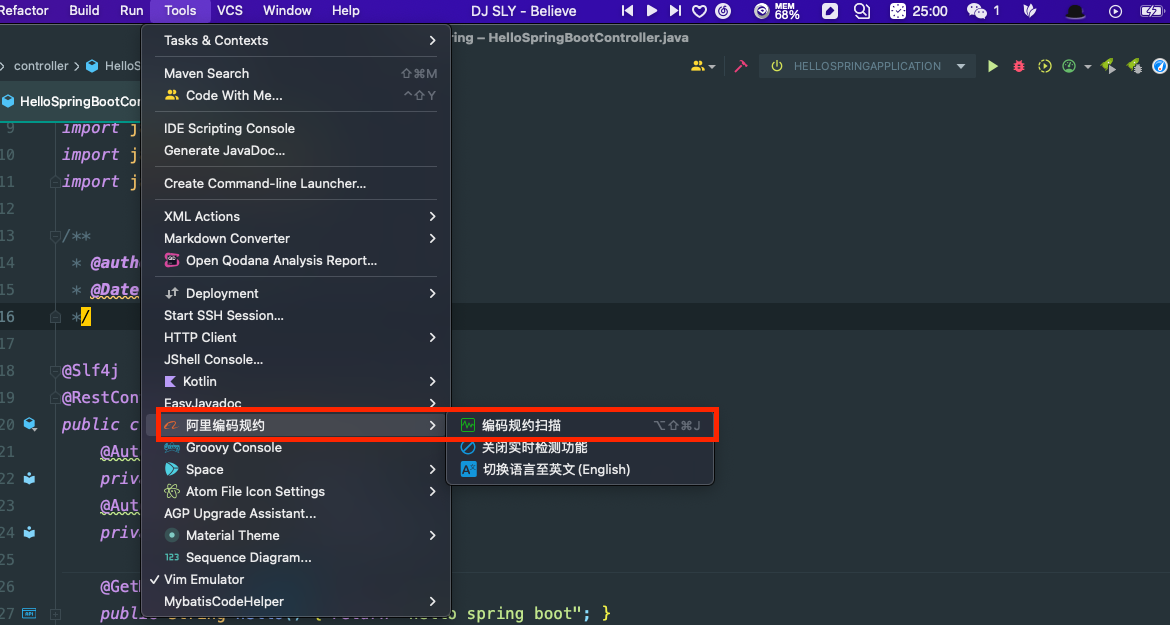 Refactor Build Run Tools VCS Window Help DJ SLY - Believe MEM 68% 25:00 1
ring – HelloSpringBootController.java
controller HelloS
HELLOSPRINGAPPLICATION
HelloSpringBootCon
Tasks & Contexts
Maven Search ⇧⌘M
Code With Me... ^⇧Y
IDE Scripting Console
Generate JavaDoc...
Create Command-line Launcher...
XML Actions
Markdown Converter
Open Qodana Analysis Report...
Deployment
Start SSH Session...
HTTP Client
JShell Console...
Kotlin
EasyJavadoc
阿里编码规约
Groovy Console
Space
Atom File Icon Settings
AGP Upgrade Assistant...
Material Theme
123 Sequence Diagram...
✓ Vim Emulator
MybatisCodeHelper
编码规约扫描 ⌥⇧⌘J
关闭实时检测功能
切换语言至英文(English)
9 import j
10 import j
11 import j
12
13 /**
14 * @auth
15 * @Date
16 */
17
18 @Slf4j
19 @RestCon
20 public c
21 @Aut
22 priv
23 @Aut
24 priv
25
26 @Get
27 publ spring boot"; }